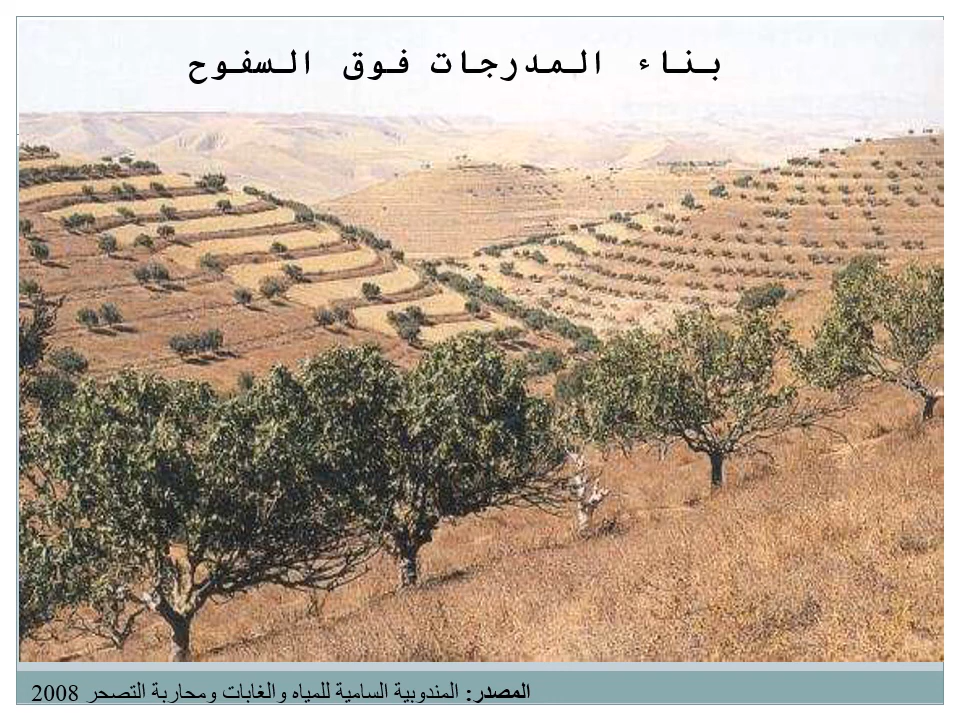 بناء المدرجات فوق السفوح
المصدر: المندوبية السامية للمياه والغابات ومحاربة التصحر 2008